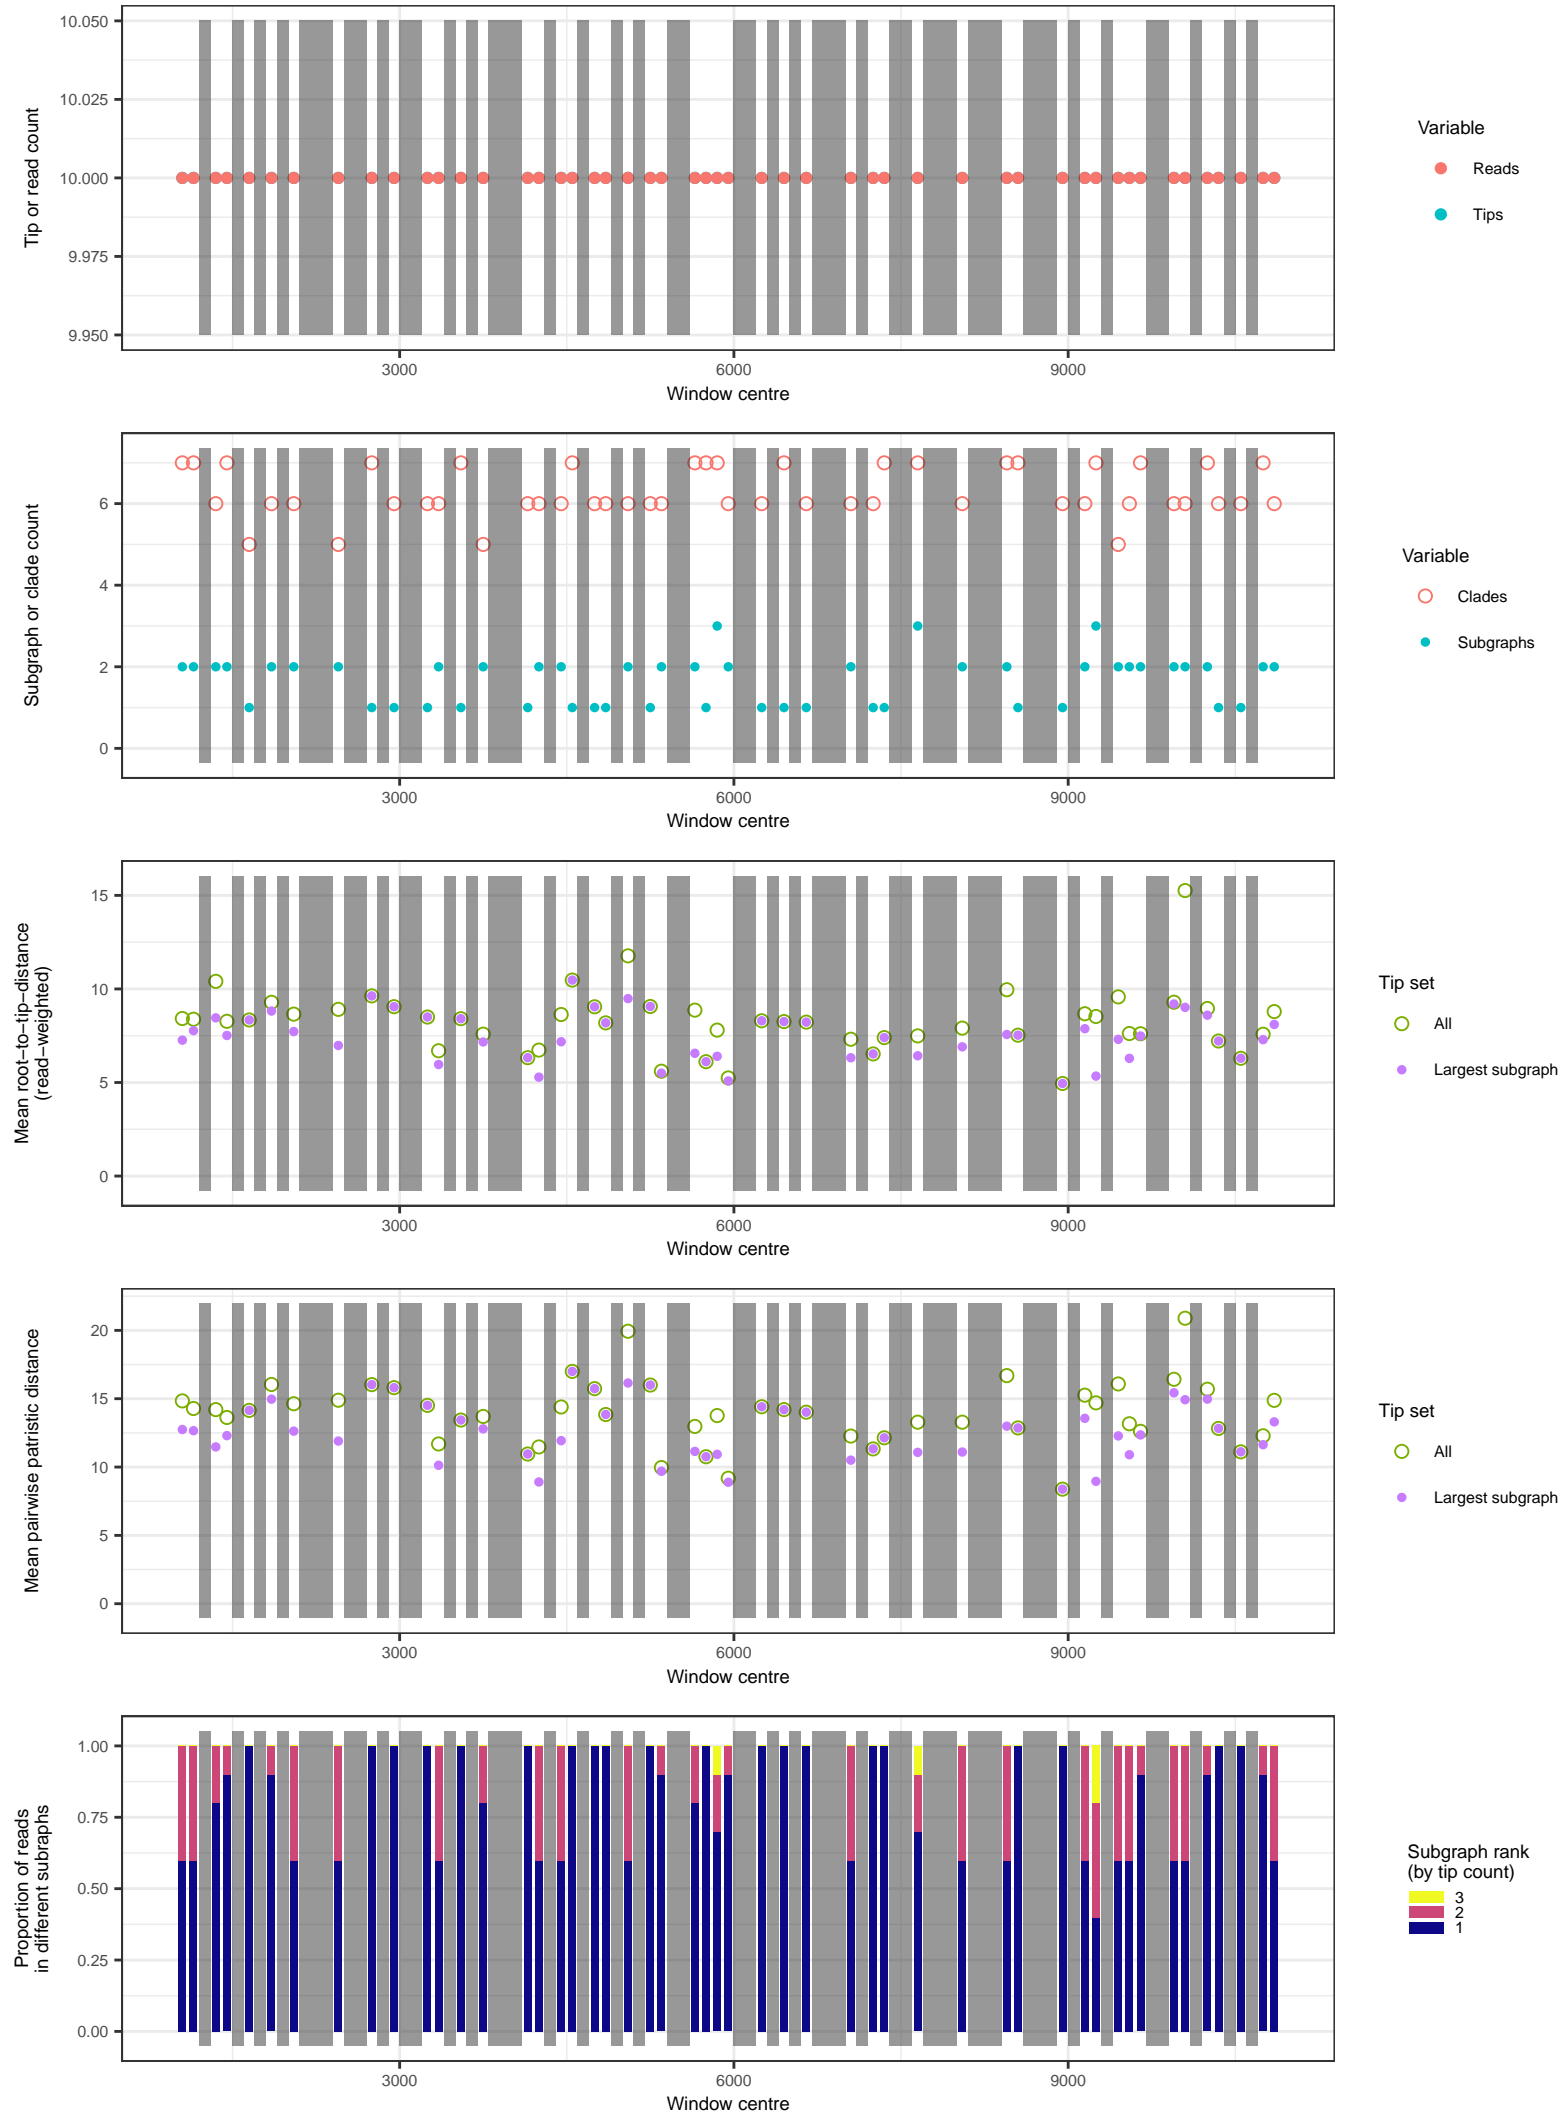 10.050
10.025
10.000
9.975
9.950
Tip or read count
3000 6000 9000
Window centre
Variable
Reads
Tips
6
4
2
0
Subgraph or clade count
3000 6000 9000
Window centre
Variable
Clades
Subgraphs
15
10
5
0
Mean root−to−tip−distance
(read−weighted)
3000 6000 9000
Window centre
Tip set
All
Largest subgraph
20
15
10
5
0
Mean pairwise patristic distance
3000 6000 9000
Window centre
Tip set
All
Largest subgraph
1.00
0.75
0.50
0.25
0.00
Proportion of reads
in different subraphs
3000 6000 9000
Window centre
Subgraph rank
(by tip count)
3
2
1